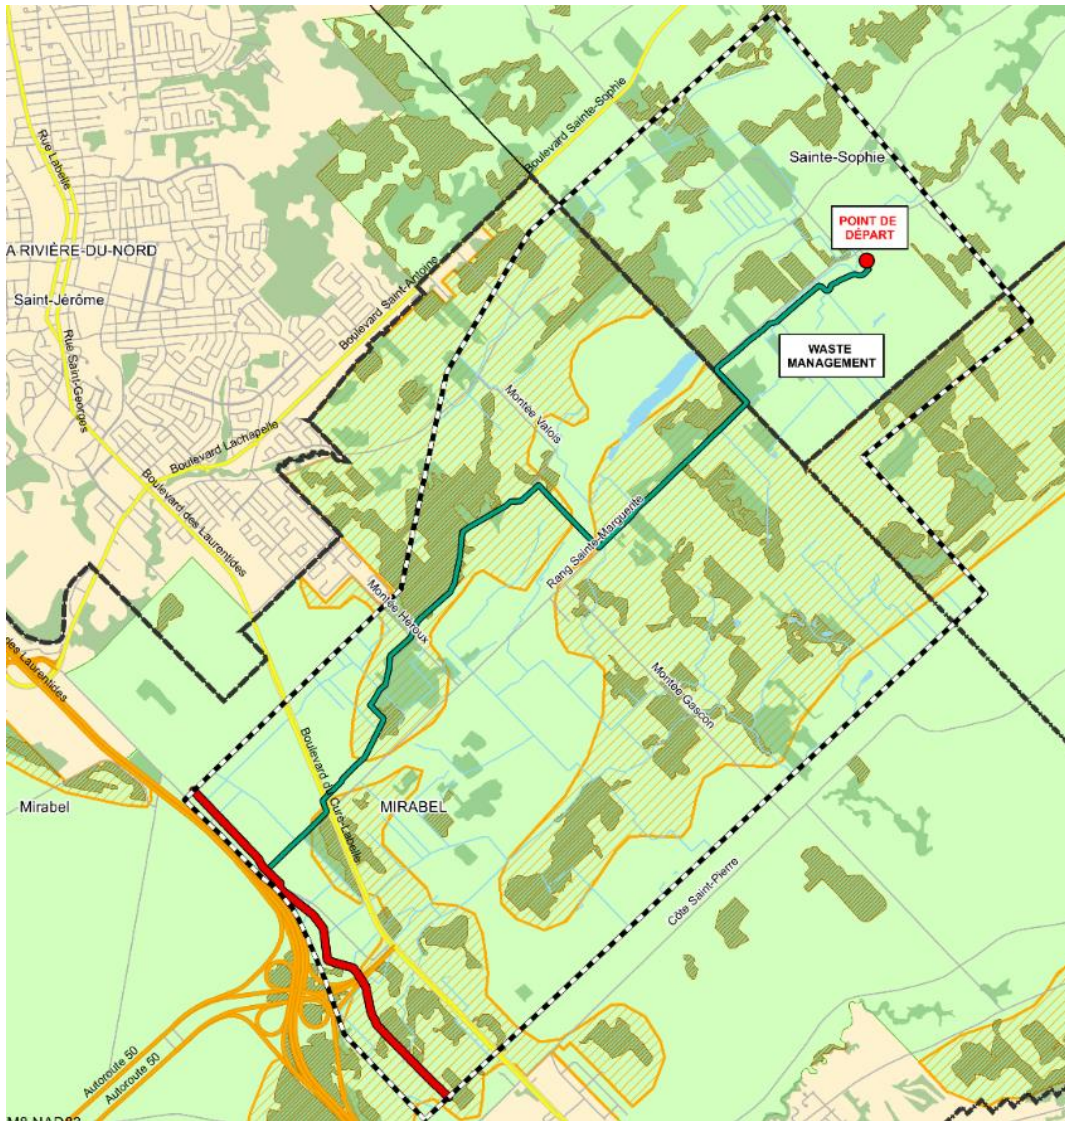 Boulevard Sainte-Sophie
Rue Labelle
Sainte-Sophie
POINT DE
DÉPART
A RIVIÈRE-DU-NORD
Saint-Jérôme
Boulevard Saint-Antoine
Rue Saint-Georges
WASTE
MANAGEMENT
Montée Valois
Boulevard Lachapelle
Boulevard des Laurentides
Rang Sainte-Marguerite
Montée Héroux
des Laurentides
Montée Gascon
Boulevard du Curé-Labelle
Mirabel
MIRABEL
Côte Saint-Pierre
Autoroute 50
Autoroute 50